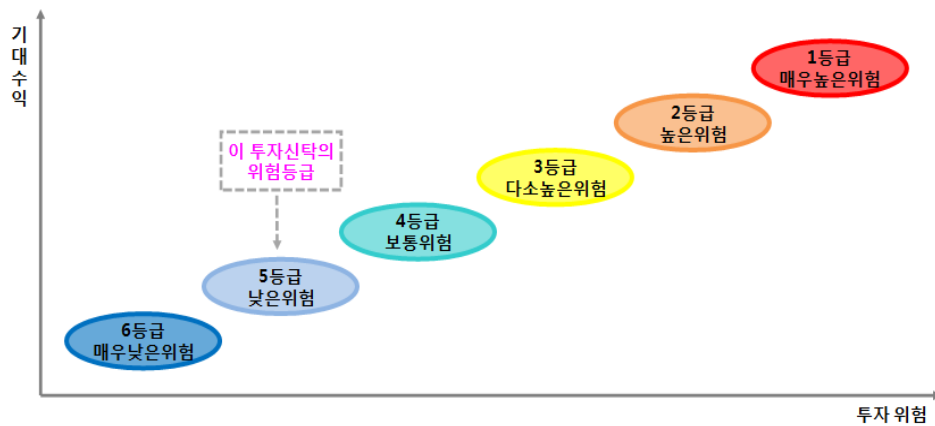 기
대
수
익
1등급
매우높은위험
2등급
높은위험
이 투자신탁의
위험등급
3등급
다소높은위험
4등급
보통위험
5등급
낮은위험
6등급
매우낮은위험
투자 위험